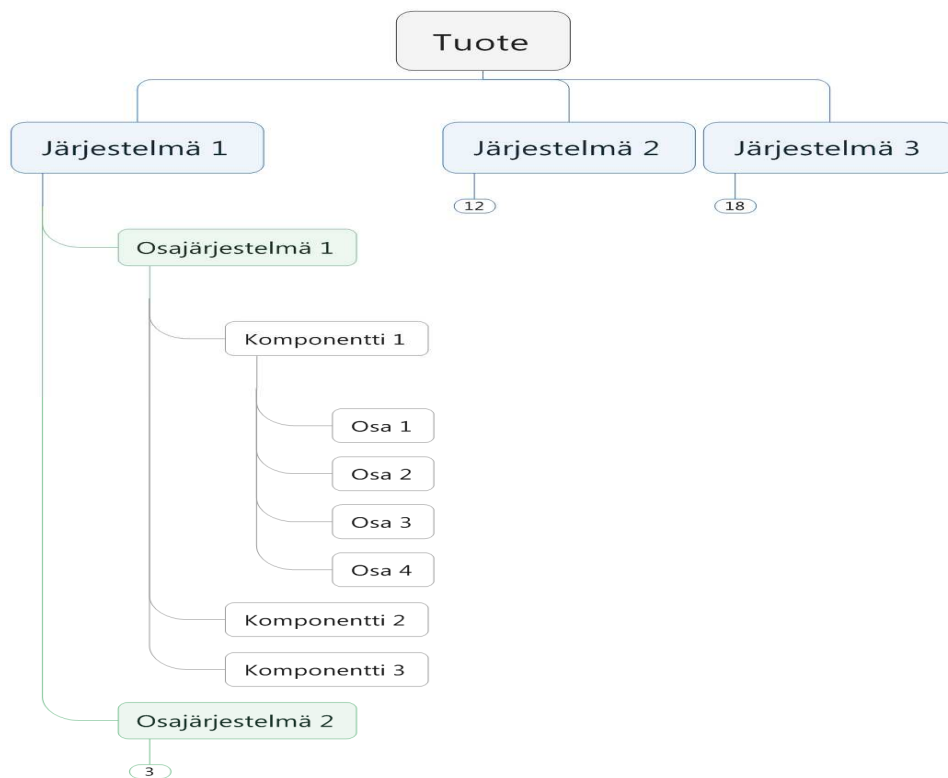 Tuote
Järjestelmä 1
Järjestelmä 2
Järjestelmä 3
12
18
Osajärjestelmä 1
Komponentti 1
Osa 1
Osa 2
Osa 3
Osa 4
Komponentti 2
Komponentti 3
Osajärjestelmä 2
3